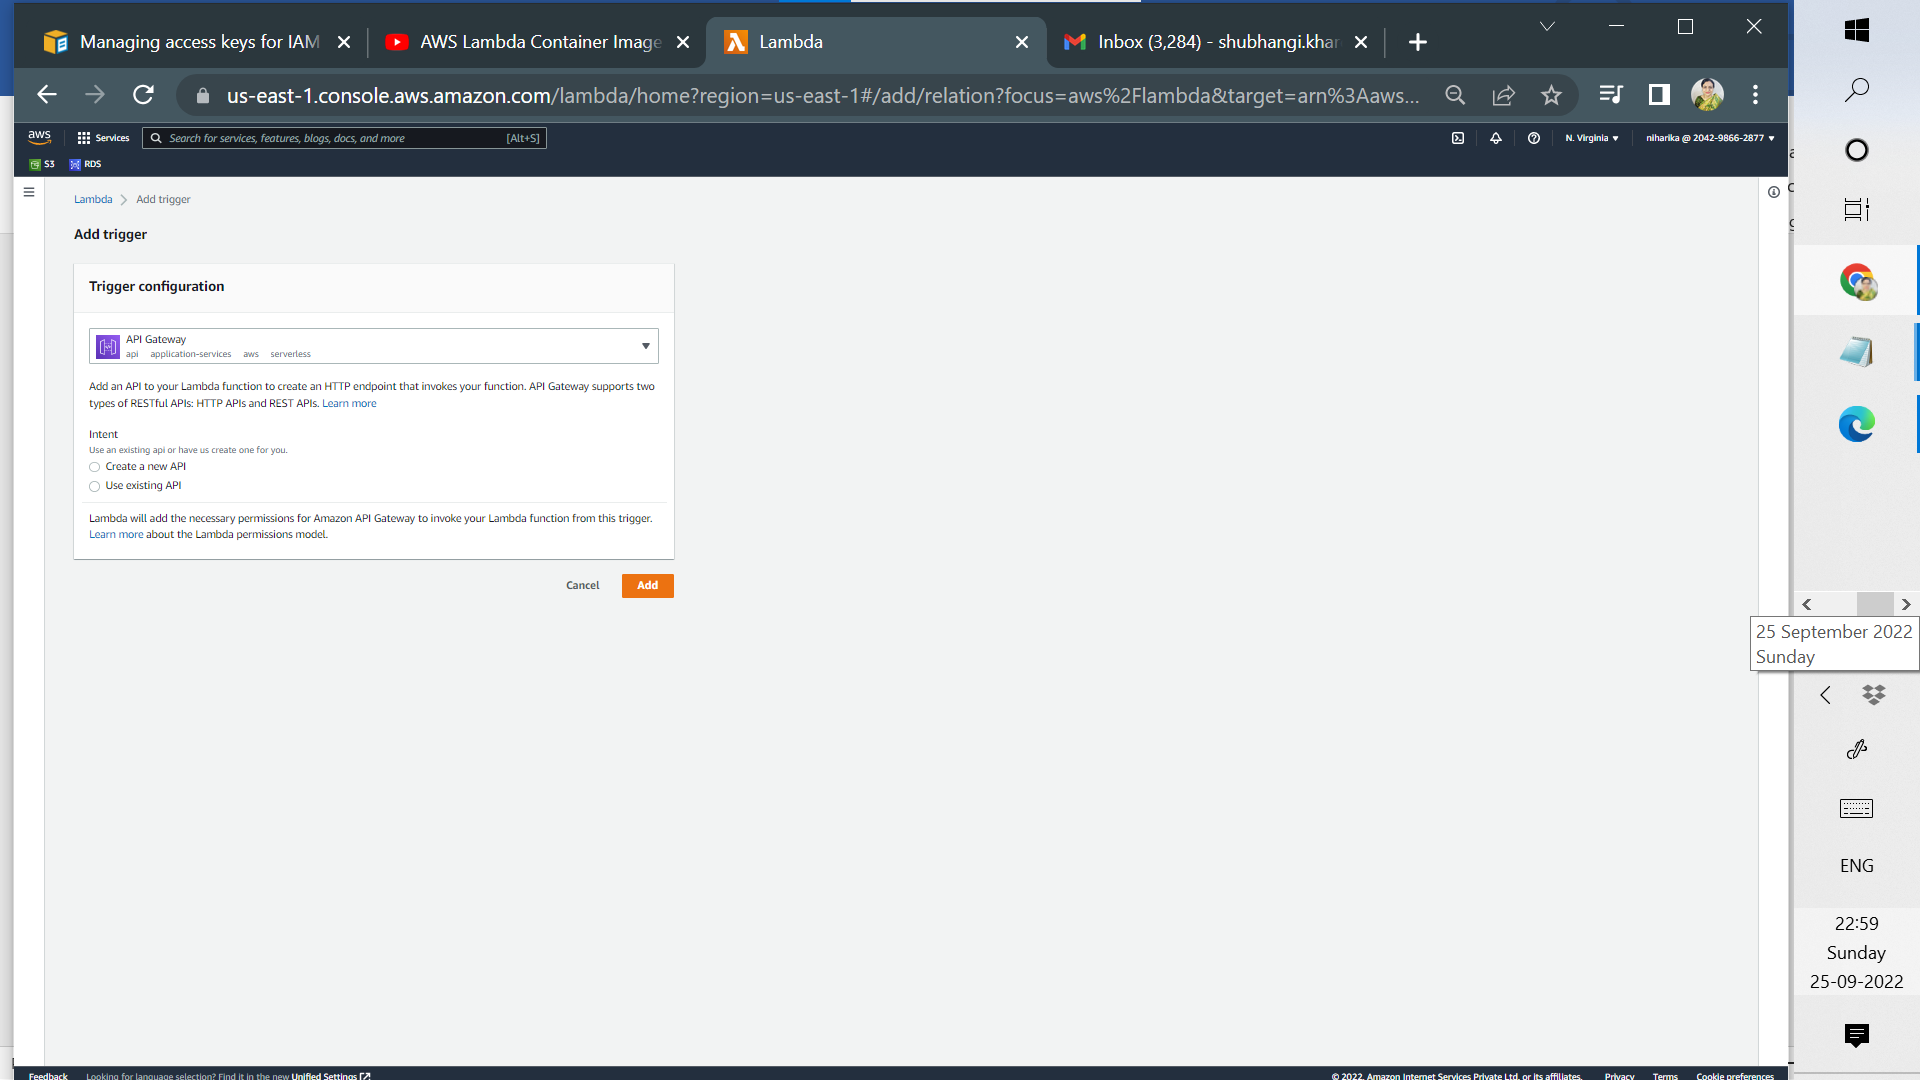 Managing access keys for IAM
AWS Lambda Container Image
Lambda
Inbox (3,284) - shubhangi.khar
us-east-1.console.aws.amazon.com/lambda/home?region=us-east-1#/add/relation?focus=aws%2Flambda&target=arn%3Aaws...
aws
Services
Search for services, features, blogs, docs, and more
[Alt+S]
N. Virginia
niharika @ 2042-9866-2877
S3
RDS
Lambda
Add trigger
Add trigger
Trigger configuration
API Gateway
api application-services aws serverless
Add an API to your Lambda function to create an HTTP endpoint that invokes your function. API Gateway supports two
types of RESTful APIs: HTTP APIs and REST APIs. Learn more
Intent
Use an existing api or have us create one for you.
Create a new API
Use existing API
Lambda will add the necessary permissions for Amazon API Gateway to invoke your Lambda function from this trigger.
Learn more about the Lambda permissions model.
Cancel
Add
25 September 2022
Sunday
ENG
22:59
Sunday
25-09-2022
Feedback
Looking for language selection? Find it in the new Unified Settings
© 2022, Amazon Internet Services Private Ltd. or its affiliates.
Privacy
Terms
Cookie preferences